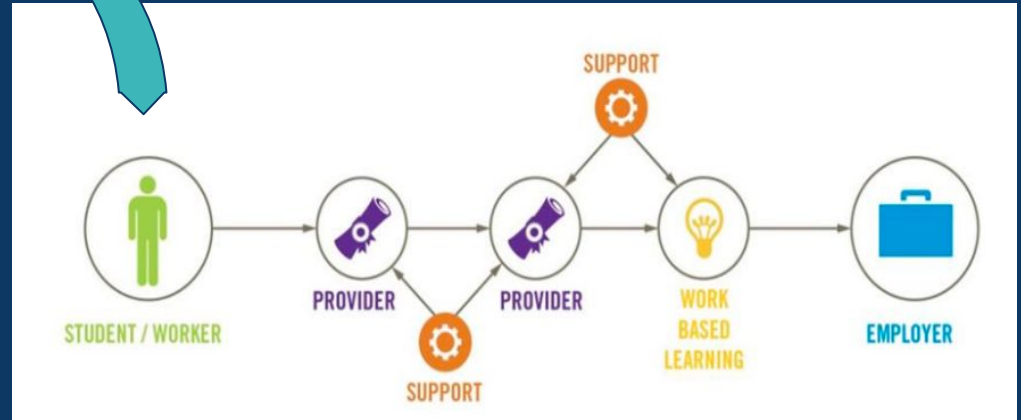 SUPPORT
PROVIDER
PROVIDER
WORK
BASED
LEARNING
STUDENT / WORKER
EMPLOYER
SUPPORT